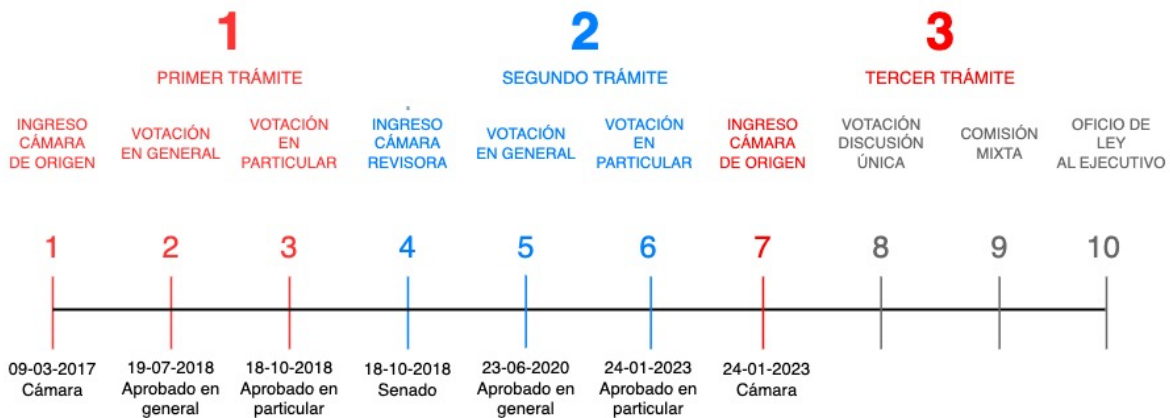 1
PRIMER TRÁMITE
2
SEGUNDO TRÁMITE
3
TERCER TRÁMITE
INGRESO
CÁMARA
DE ORIGEN
VOTACIÓN
EN GENERAL
VOTACIÓN
EN
PARTICULAR
INGRESO
CÁMARA
REVISORA
VOTACIÓN
EN GENERAL
VOTACIÓN
EN
PARTICULAR
INGRESO
CÁMARA
DE ORIGEN
VOTACIÓN
DISCUSIÓN
ÚNICA
COMISIÓN
MIXTA
OFICIO DE
LEY
AL EJECUTIVO
1
2
3
4
5
6
7
8
9
10
09-03-2017
Cámara
19-07-2018
Aprobado en
general
18-10-2018
Aprobado en
particular
18-10-2018
Senado
23-06-2020
Aprobado en
general
24-01-2023
Aprobado en
particular
24-01-2023
Cámara